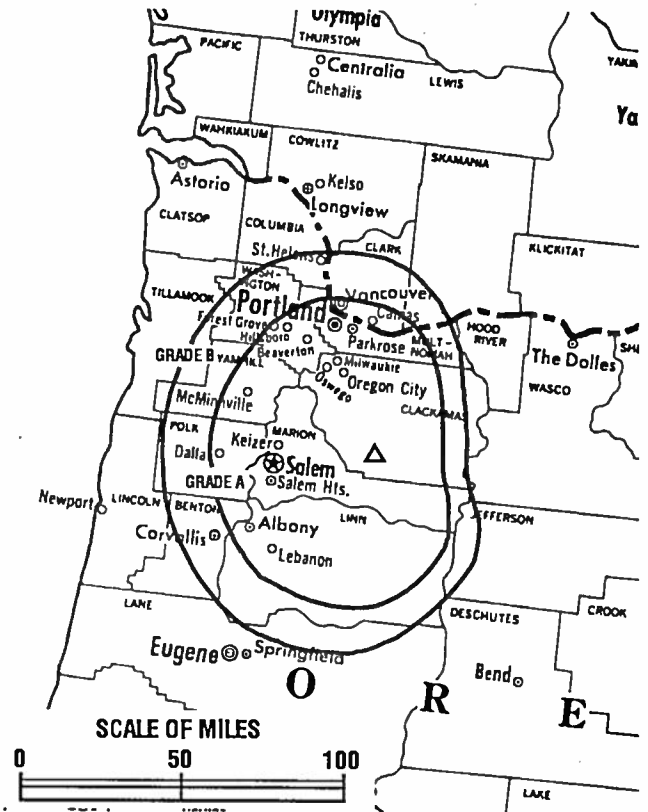 Olympia
PACIFIC
THURSTON
YAKIM
Centralia
Chehalis
LEWIS
Ya
WAHKIAKUM
COWLITZ
SKAMANIA
Astoria
Kelso
Longview
CLATSOP
COLUMBIA
CLARK
KLICKITAT
St. Helens
WASH-
INGTON
TILLAMOOK
Vancouver
Portland
Camas
Forest Grove
Hillsboro
Parkrose
MULT-
NOMAH
HOOD
RIVER
Beaverton
The Dolles
SHE
GRADE B
YAMHILL
Milwaukie
Oswego
Oregon City
WASCO
McMinnville
CLACKAMAS
POLK
MARION
Keizer
Dallas
Salem
GRADE A
Salem Hts.
Newport
LINCOLN
BENTON
LINN
JEFFERSON
Albany
Corvallis
Lebanon
LANE
DESCHUTES
CROOK
Eugene
Springfield
Bend
O R E
SCALE OF MILES
0 50 100
LAKE